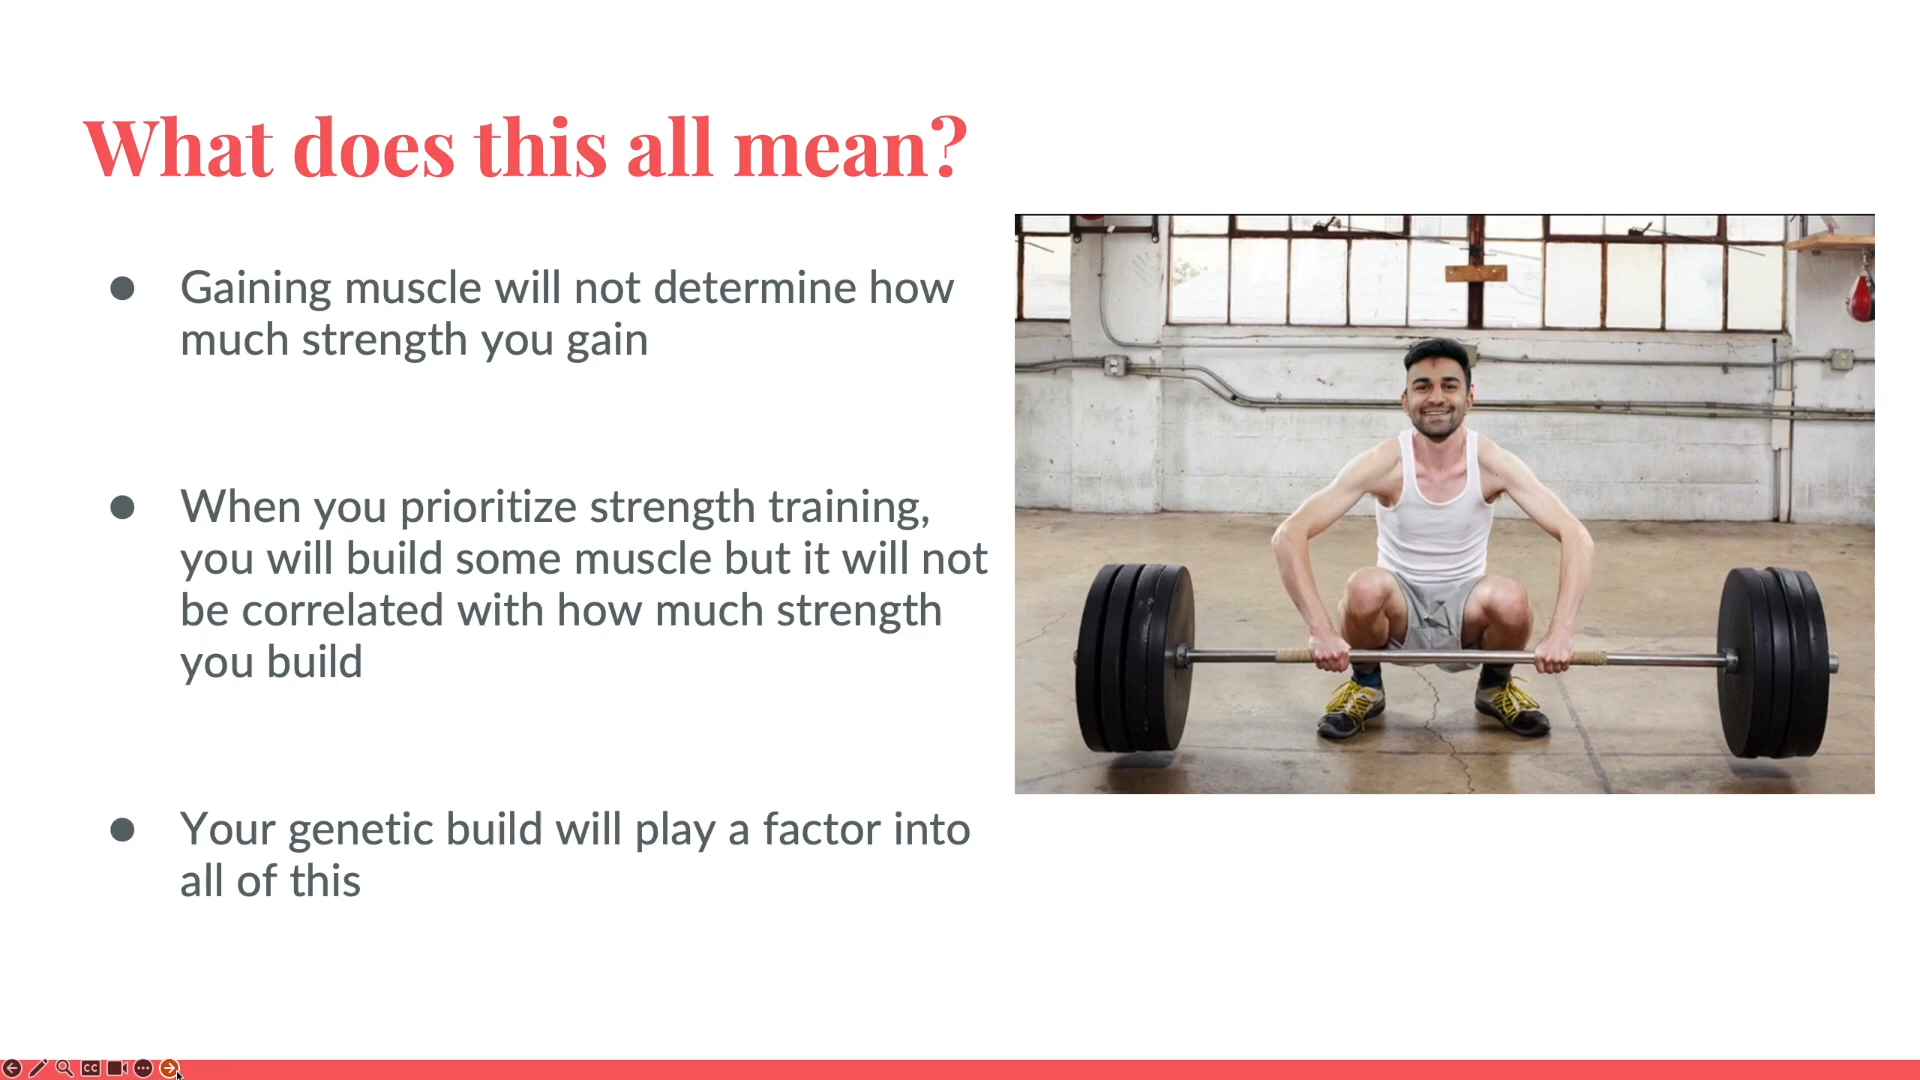 What does this all mean?
● Gaining muscle will not determine how
much strength you gain
● When you prioritize strength training,
you will build some muscle but it will not
be correlated with how much strength
you build
● Your genetic build will play a factor into
all of this
CC